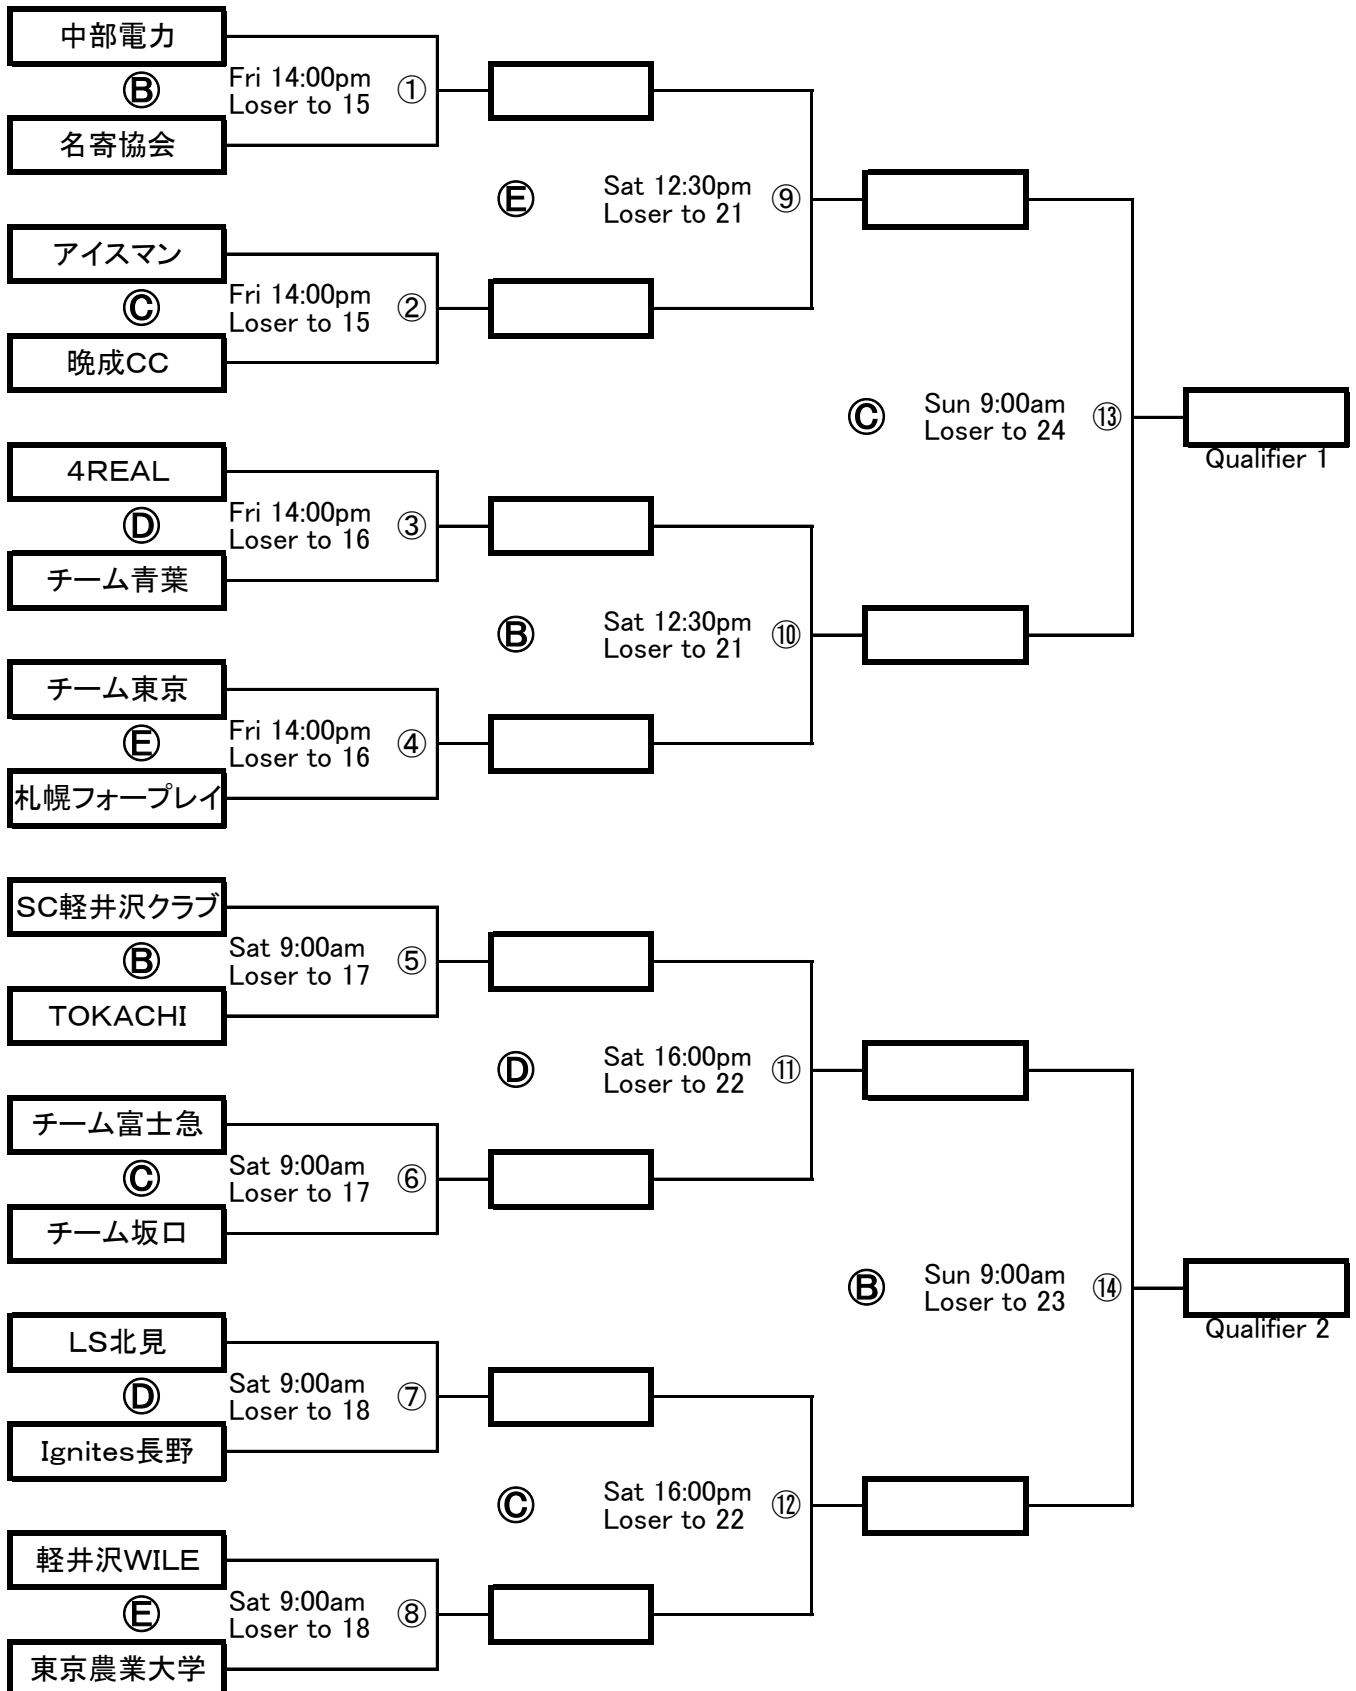 中部電力
Ⓑ
Fri 14:00pm
Loser to 15
①
名寄協会
Ⓔ
Sat 12:30pm
Loser to 21
⑨
アイスマン
Ⓒ
Fri 14:00pm
Loser to 15
②
晩成CC
Ⓒ
Sun 9:00am
Loser to 24
⑬
Qualifier 1
4REAL
Ⓓ
Fri 14:00pm
Loser to 16
③
チーム青葉
Ⓑ
Sat 12:30pm
Loser to 21
⑩
チーム東京
Ⓔ
Fri 14:00pm
Loser to 16
④
札幌フォープレイ
SC軽井沢クラブ
Ⓑ
Sat 9:00am
Loser to 17
⑤
TOKACHI
Ⓓ
Sat 16:00pm
Loser to 22
⑪
チーム富士急
Ⓒ
Sat 9:00am
Loser to 17
⑥
チーム坂口
Ⓑ
Sun 9:00am
Loser to 23
⑭
Qualifier 2
LS北見
Ⓓ
Sat 9:00am
Loser to 18
⑦
Ignites長野
Ⓒ
Sat 16:00pm
Loser to 22
⑫
軽井沢WILE
Ⓔ
Sat 9:00am
Loser to 18
⑧
東京農業大学